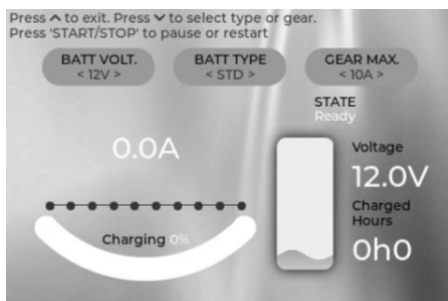 Press ^ to exit. Press ⌄ to select type or gear.
Press 'START/STOP' to pause or restart
BATT VOLT.
< 12V >
BATT TYPE
< STD >
GEAR MAX.
< 10A >
STATE
Ready
0.0A
Voltage
12.0V
Charged
Hours
0h0
Charging 0%